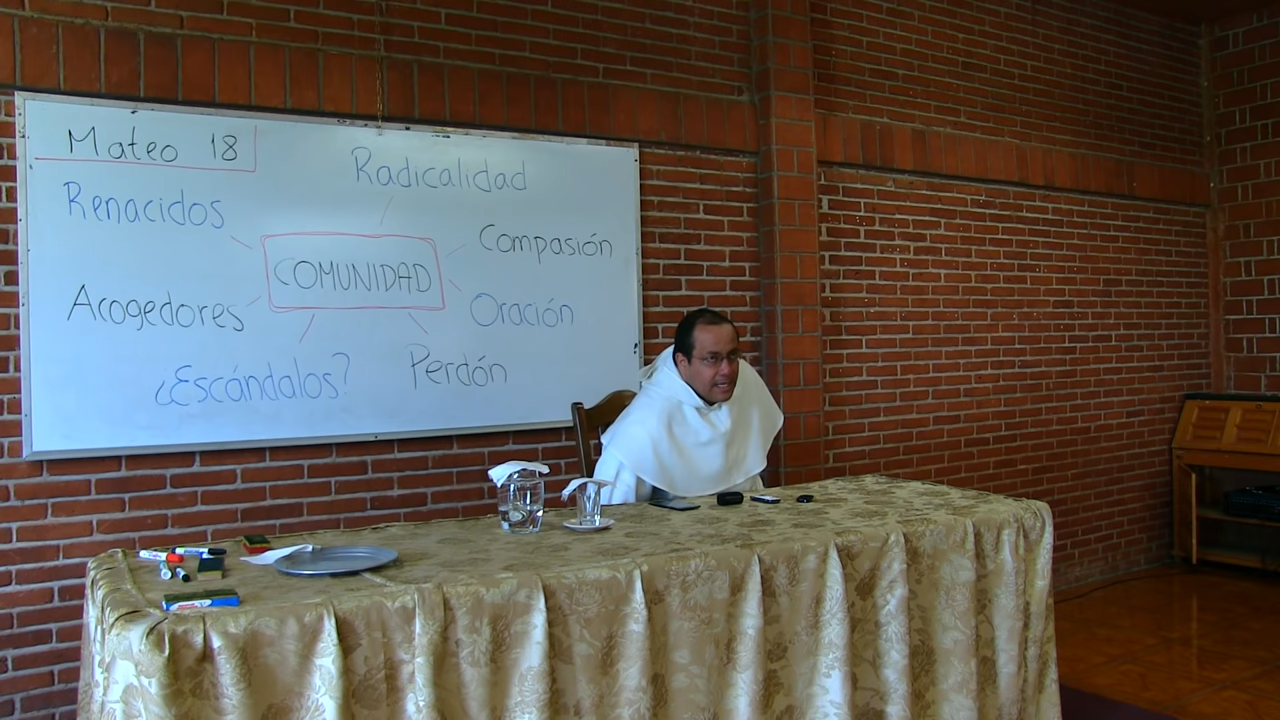 Mateo 18
Radicalidad
Renacidos
Compasión
COMUNIDAD
Acogedores
Oración
¿Escándalos?
Perdón